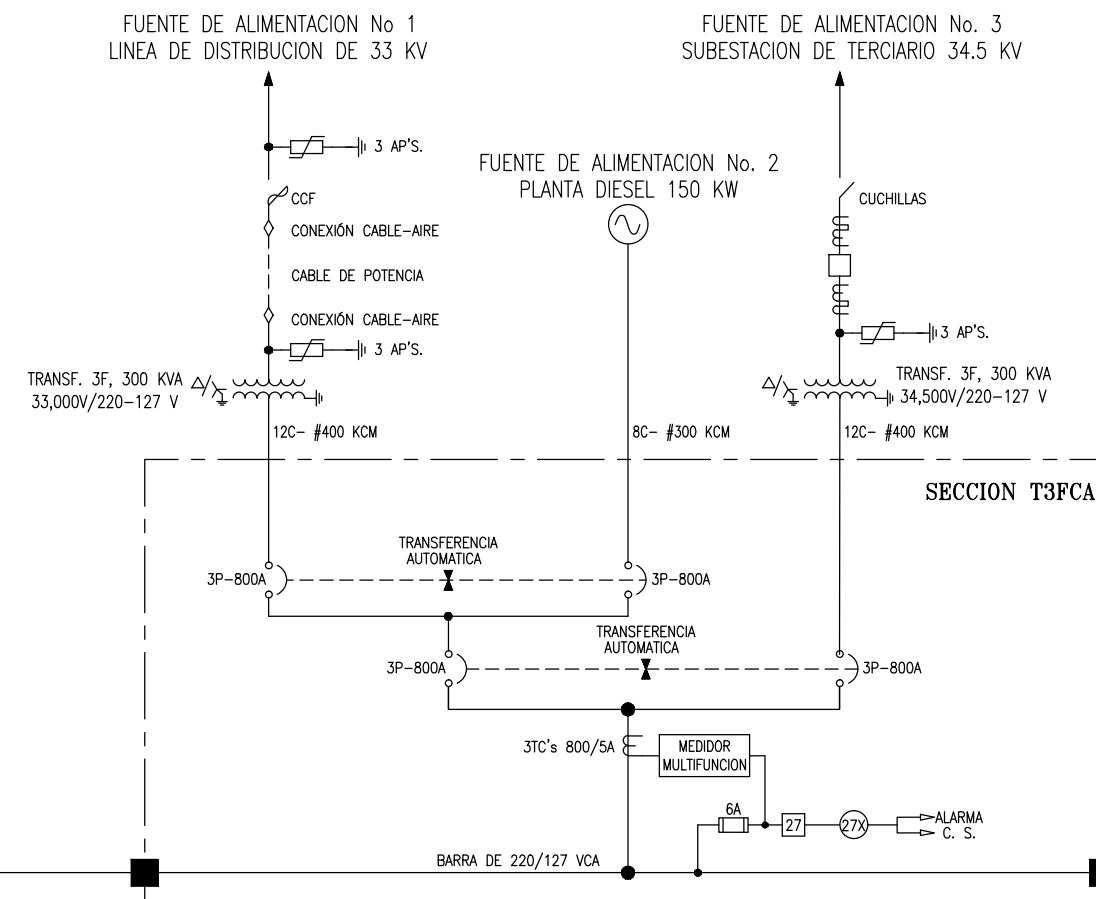 FUENTE DE ALIMENTACION No 1
LINEA DE DISTRIBUCION DE 33 KV
FUENTE DE ALIMENTACION No. 3
SUBESTACION DE TERCIARIO 34.5 KV
3 AP'S.
FUENTE DE ALIMENTACION No. 2
PLANTA DIESEL 150 KW
CCF
CUCHILLAS
CONEXIÓN CABLE-AIRE
CABLE DE POTENCIA
CONEXIÓN CABLE-AIRE
3 AP'S.
3 AP'S.
TRANSF. 3F, 300 KVA
33,000V/220-127 V
TRANSF. 3F, 300 KVA
34,500V/220-127 V
12C- #400 KCM
8C- #300 KCM
12C- #400 KCM
SECCION T3FCA
TRANSFERENCIA
AUTOMATICA
3P-800A
3P-800A
TRANSFERENCIA
AUTOMATICA
3P-800A
3P-800A
3TC's 800/5A
MEDIDOR
MULTIFUNCION
6A
27
27X
ALARMA
C. S.
BARRA DE 220/127 VCA